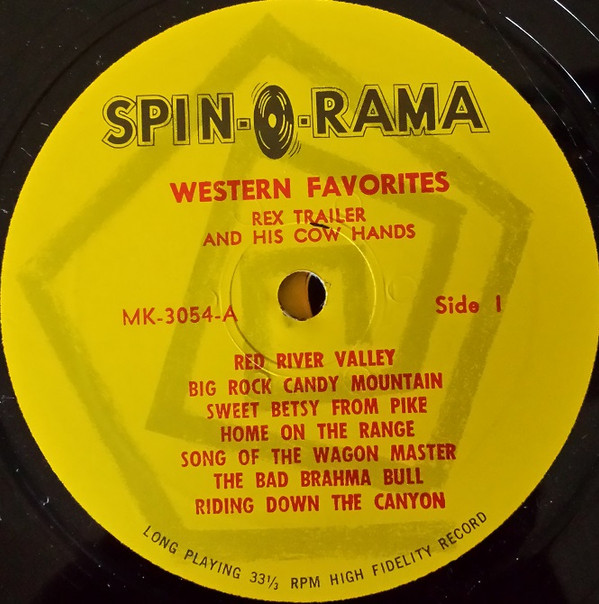 SPIN-O-RAMA
WESTERN FAVORITES
REX TRAILER
AND HIS COW HANDS
MK-3054-A
Side 1
RED RIVER VALLEY
BIG ROCK CANDY MOUNTAIN
SWEET BETSY FROM PIKE
HOME ON THE RANGE
SONG OF THE WAGON MASTER
THE BAD BRAHMA BULL
RIDING DOWN THE CANYON
LONG PLAYING 33⅓ RPM HIGH FIDELITY RECORD